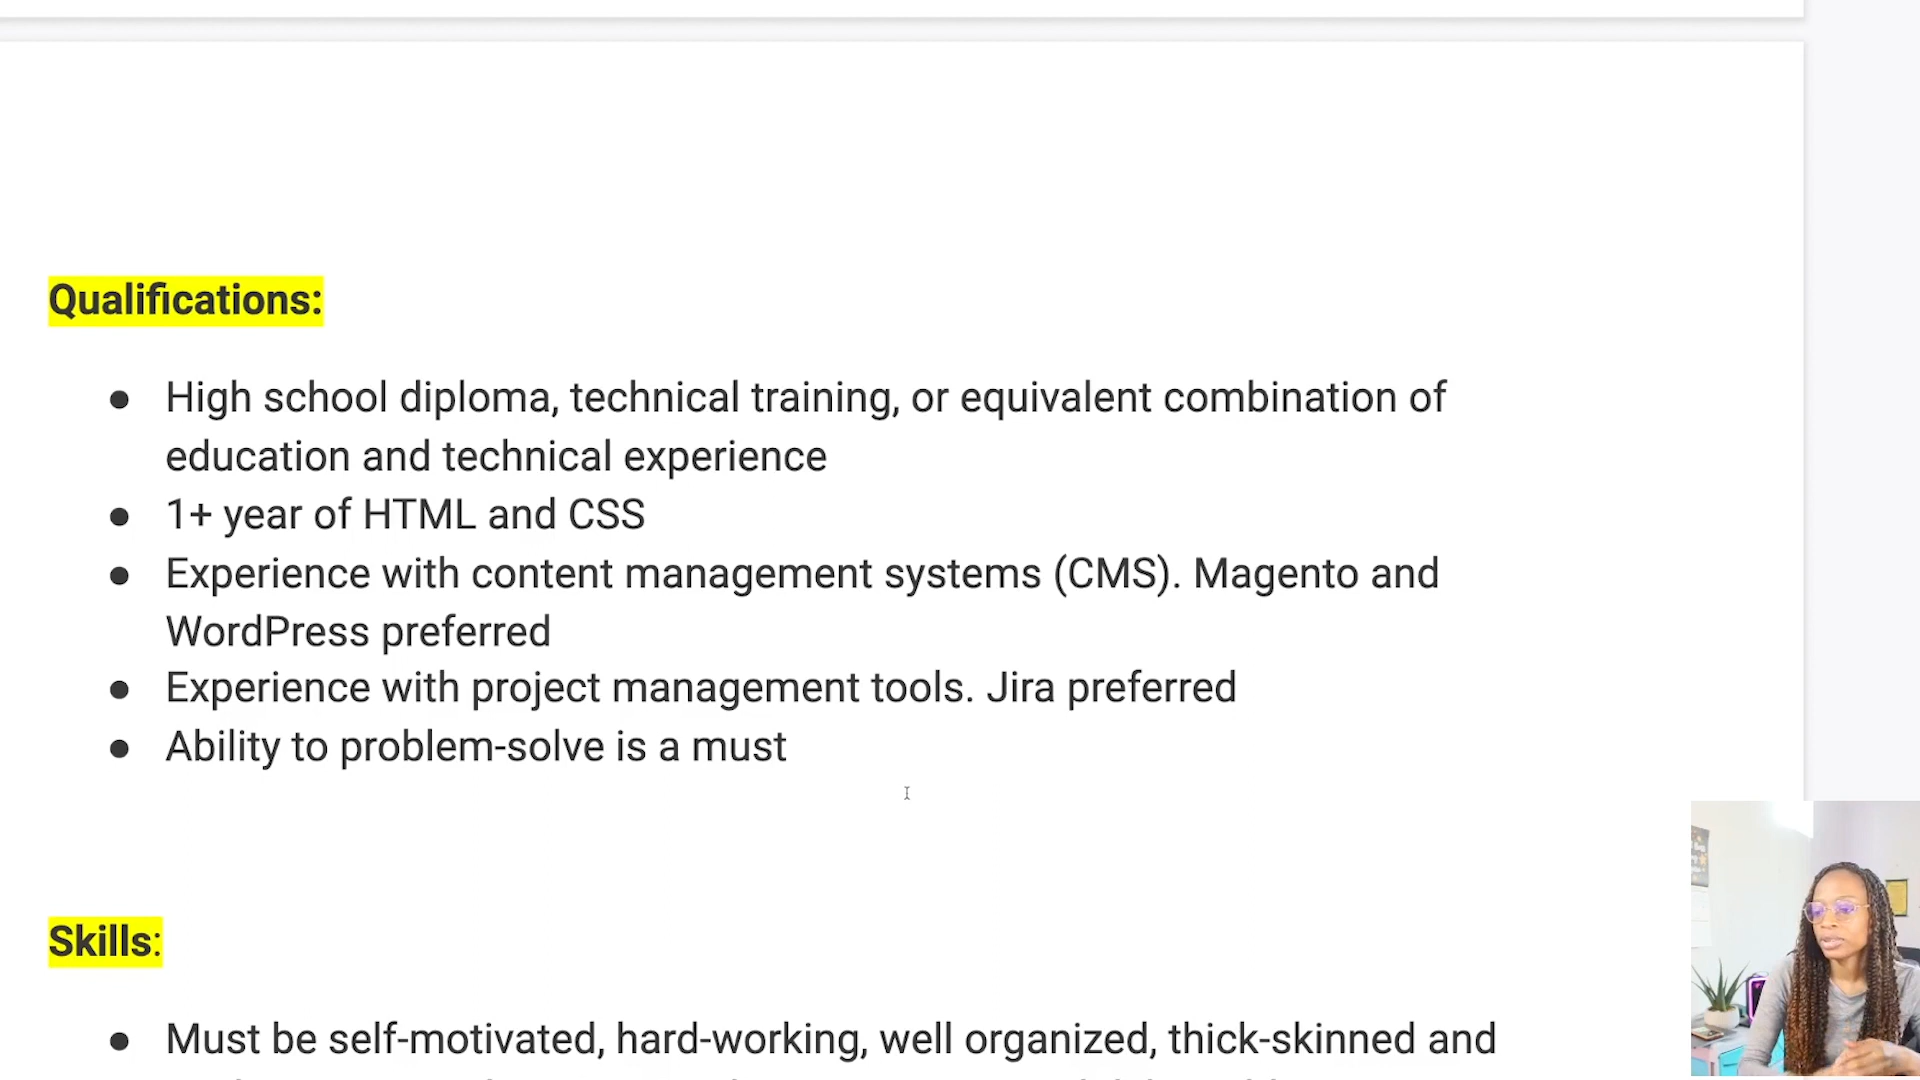 Qualifications:
● High school diploma, technical training, or equivalent combination of
education and technical experience
● 1+ year of HTML and CSS
● Experience with content management systems (CMS). Magento and
WordPress preferred
● Experience with project management tools. Jira preferred
● Ability to problem-solve is a must
Skills:
● Must be self-motivated, hard-working, well organized, thick-skinned and